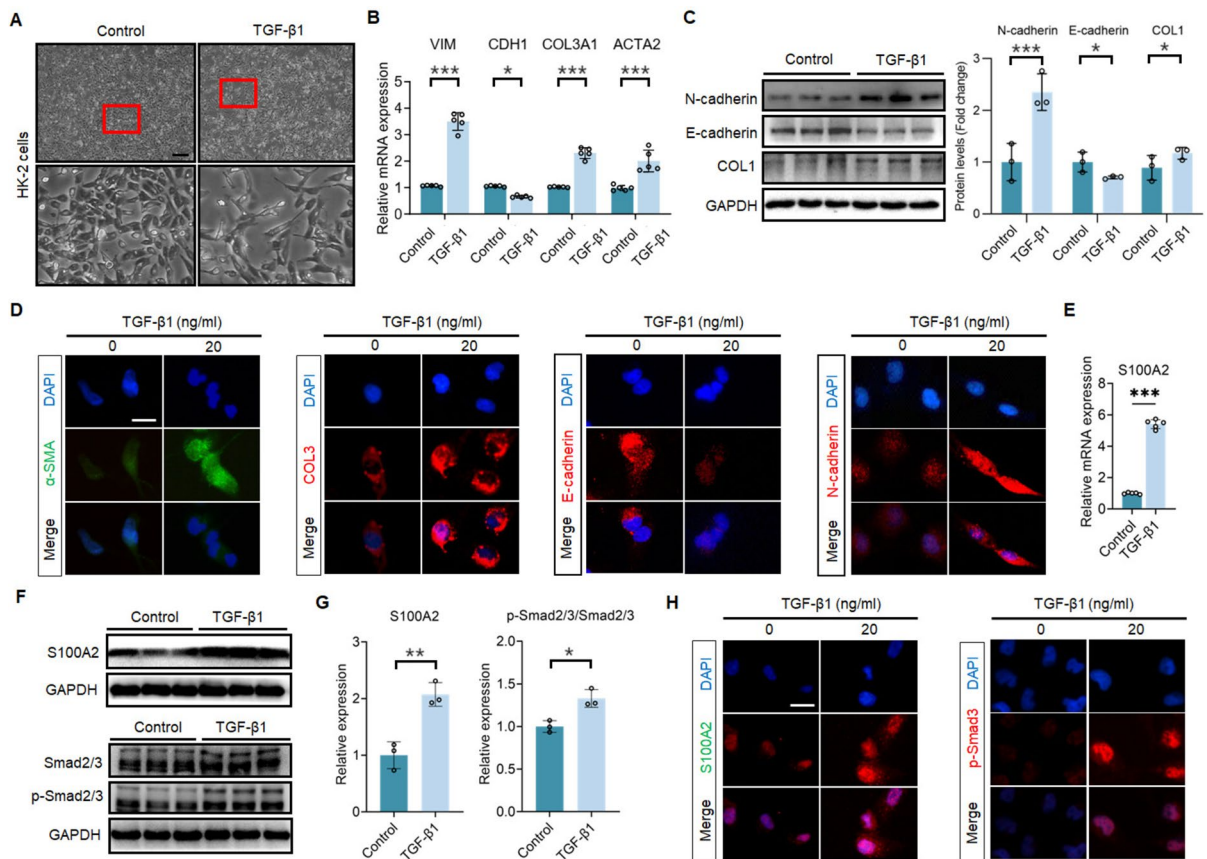 A
Control
TGF-β1
HK-2 cells
B
VIM
CDH1
COL3A1
ACTA2
***
*
***
***
Relative mRNA expression
5
4
3
2
1
0
Control
TGF-β1
Control
TGF-β1
Control
TGF-β1
Control
TGF-β1
C
Control
TGF-β1
N-cadherin
E-cadherin
COL1
GAPDH
N-cadherin
E-cadherin
COL1
***
*
*
Protein levels (Fold change)
3
2
1
0
Control
TGF-β1
Control
TGF-β1
Control
TGF-β1
D
TGF-β1 (ng/ml)
0
20
DAPI
α-SMA
Merge
TGF-β1 (ng/ml)
0
20
DAPI
COL3
Merge
TGF-β1 (ng/ml)
0
20
DAPI
E-cadherin
Merge
TGF-β1 (ng/ml)
0
20
DAPI
N-cadherin
Merge
E
S100A2
***
Relative mRNA expression
8
6
4
2
0
Control
TGF-β1
F
Control
TGF-β1
S100A2
GAPDH
Control
TGF-β1
Smad2/3
p-Smad2/3
GAPDH
G
S100A2
**
Relative expression
3
2
1
0
Control
TGF-β1
p-Smad2/3/Smad2/3
*
Relative expression
2.0
1.5
1.0
0.5
0.0
Control
TGF-β1
H
TGF-β1 (ng/ml)
0
20
DAPI
S100A2
Merge
TGF-β1 (ng/ml)
0
20
DAPI
p-Smad3
Merge